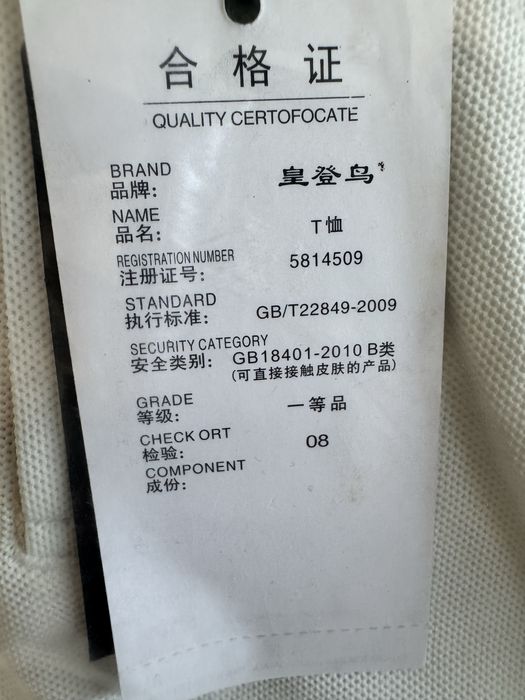 合格证
QUALITY CERTOFOCATE
BRAND
品牌: 皇登鸟
NAME
品名: T恤
REGISTRATION NUMBER
注册证号: 5814509
STANDARD
执行标准: GB/T22849-2009
SECURITY CATEGORY
安全类别: GB18401-2010 B类
(可直接接触皮肤的产品)
GRADE
等级: 一等品
CHECK ORT
检验: 08
COMPONENT
成份: